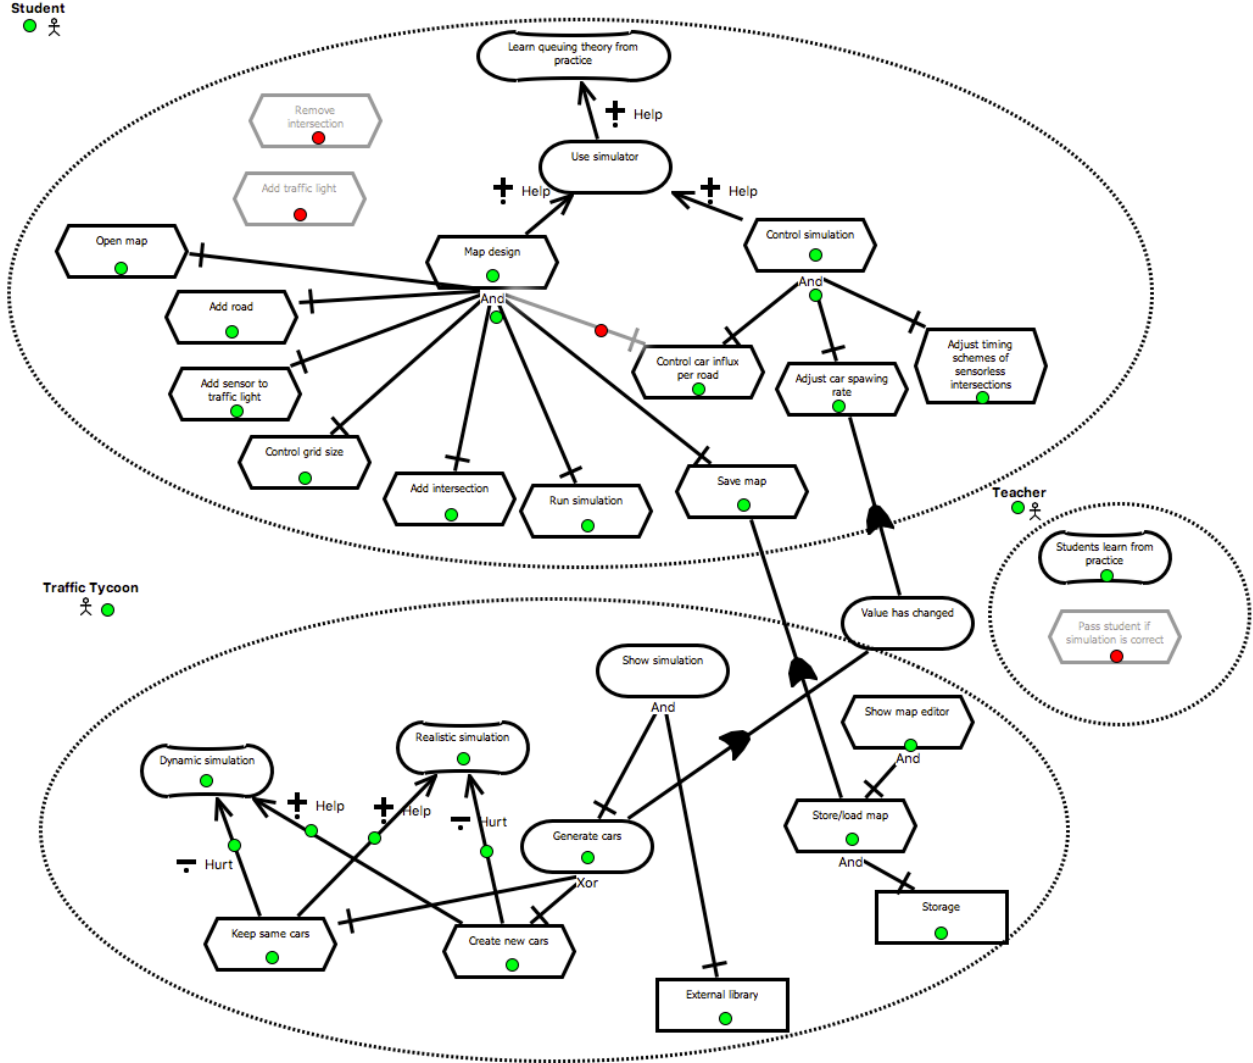 Student
Learn queuing theory from
practice
Remove
intersection
Help
Use simulator
Add traffic light
Help
Help
Open map
Map design
Control simulation
And
And
Add road
Control car influx
per road
Adjust car spawing
rate
Adjust timing
schemes of
sensorless
intersections
Add sensor to
traffic light
Control grid size
Add intersection
Run simulation
Save map
Teacher
Students learn from
practice
Pass student if
simulation is correct
Traffic Tycoon
Value has changed
Show simulation
And
Show map editor
And
Dynamic simulation
Realistic simulation
Help
Help
Hurt
Hurt
Generate cars
Xor
Store/load map
And
Storage
Keep same cars
Create new cars
External library